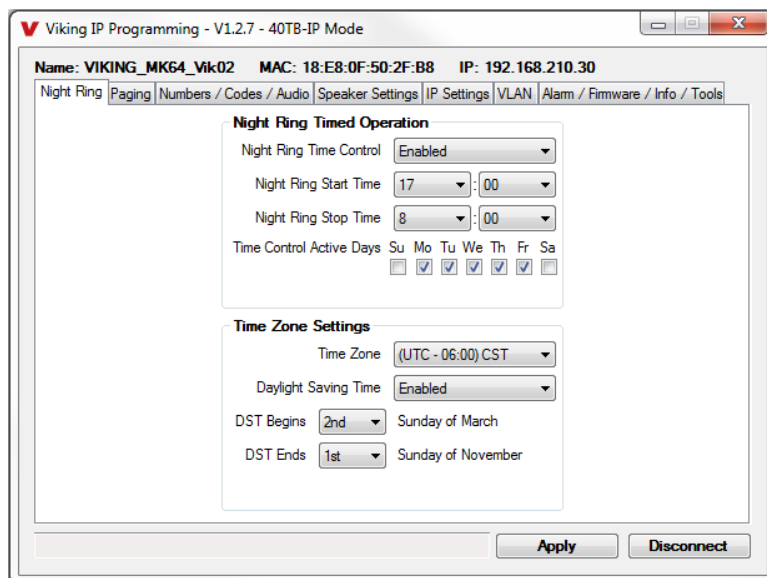 Viking IP Programming - V1.2.7 - 40TB-IP Mode
Name: VIKING_MK64_Vik02 MAC: 18:E8:0F:50:2F:B8 IP: 192.168.210.30
Night Ring Paging Numbers / Codes / Audio Speaker Settings IP Settings VLAN Alarm / Firmware / Info / Tools
Night Ring Timed Operation
Night Ring Time Control Enabled
Night Ring Start Time 17 : 00
Night Ring Stop Time 8 : 00
Time Control Active Days Su Mo Tu We Th Fr Sa
Time Zone Settings
Time Zone (UTC - 06:00) CST
Daylight Saving Time Enabled
DST Begins 2nd Sunday of March
DST Ends 1st Sunday of November
Apply Disconnect